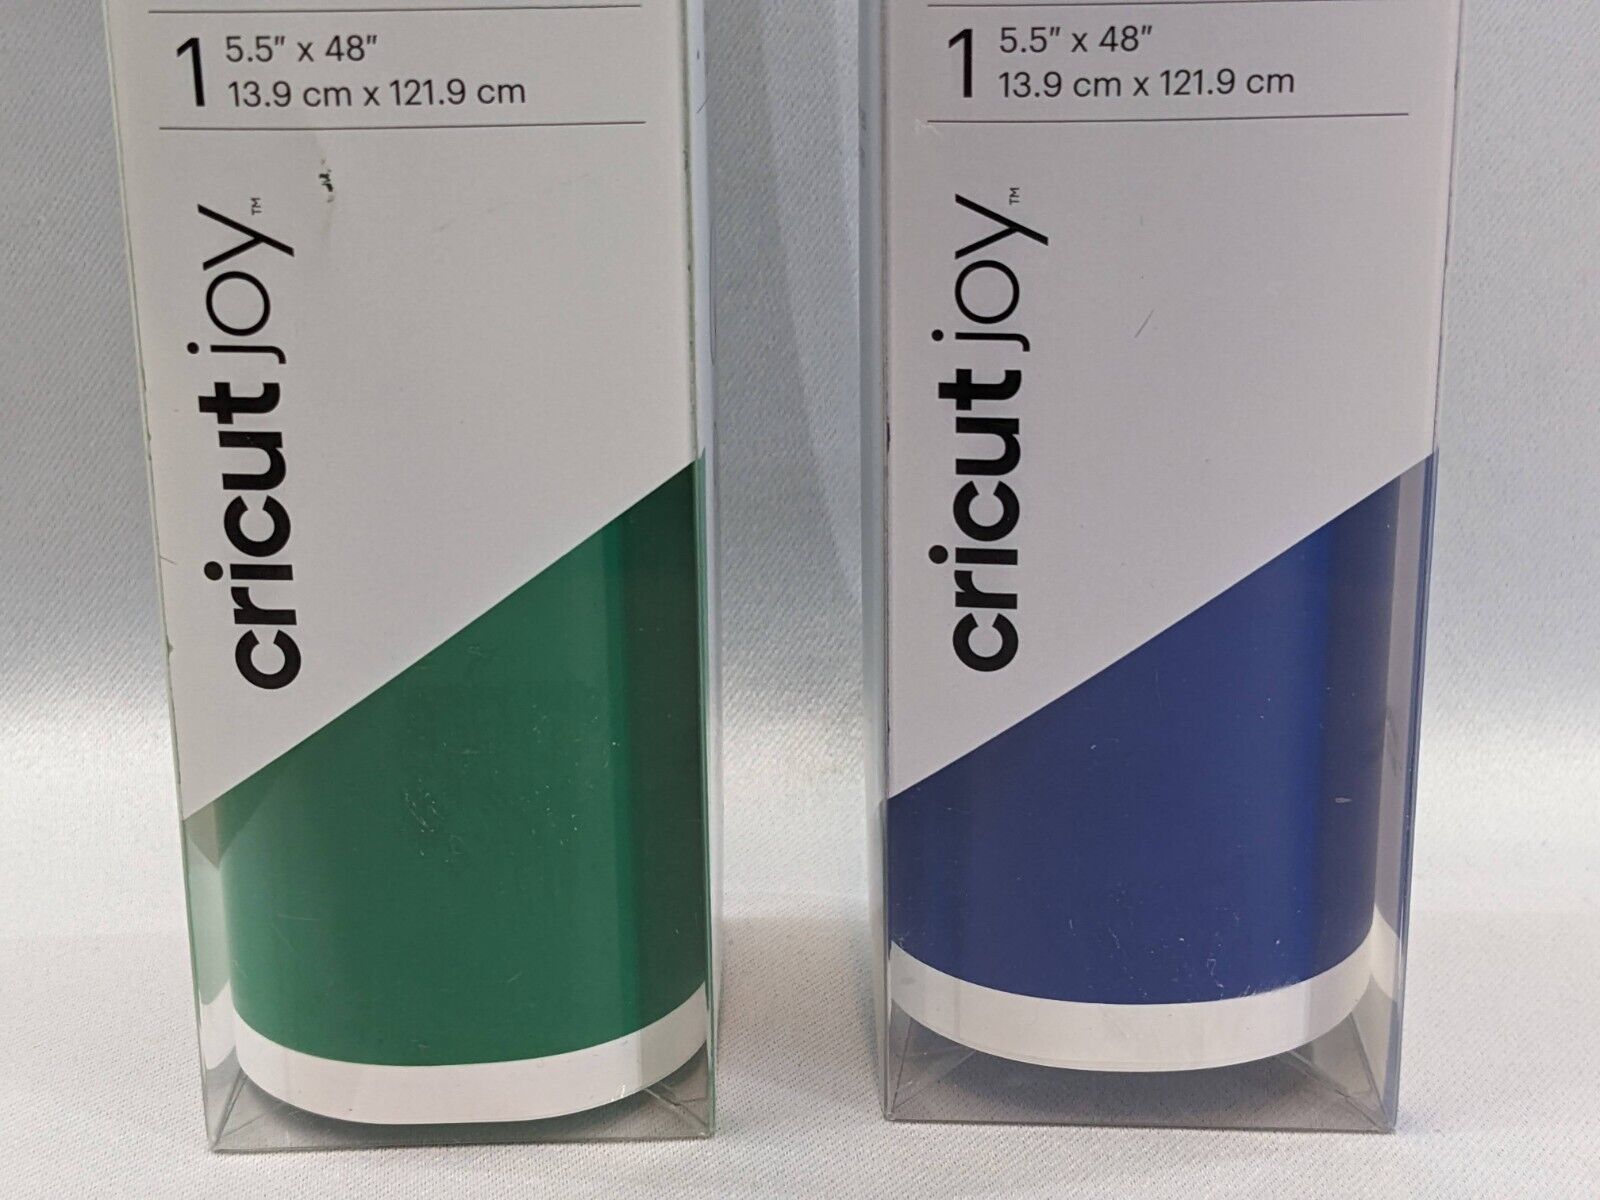 1
5.5" x 48"
13.9 cm x 121.9 cm
cricut joy™
1
5.5" x 48"
13.9 cm x 121.9 cm
cricut joy™